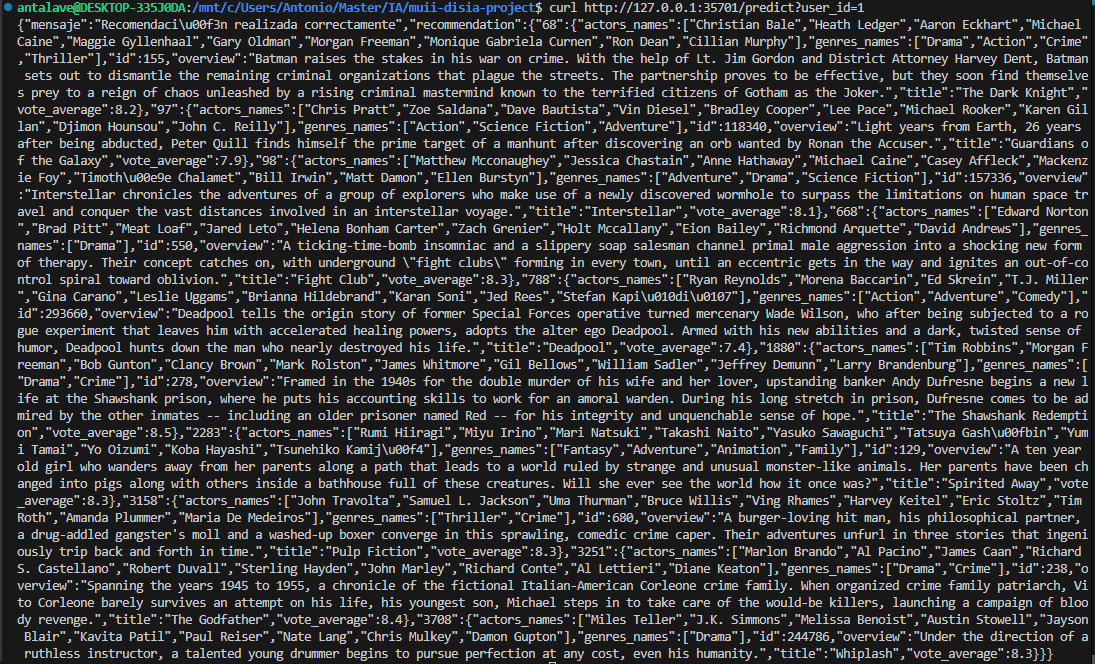 antalave@DESKTOP-335J0DA:/mnt/c/Users/Antonio/Master/IA/muii-disia-project$ curl http://127.0.0.1:35701/predict?user_id=1
{"mensaje":"Recomendaci\u00f3n realizada correctamente","recommendation":{"68":{"actors_names":["Christian Bale","Heath Ledger","Aaron Eckhart","Michael
Caine","Maggie Gyllenhaal","Gary Oldman","Morgan Freeman","Monique Gabriela Curnen","Ron Dean","Cillian Murphy"],"genres_names":["Drama","Action","Crime"
,"Thriller"],"id":155,"overview":"Batman raises the stakes in his war on crime. With the help of Lt. Jim Gordon and District Attorney Harvey Dent, Batman
sets out to dismantle the remaining criminal organizations that plague the streets. The partnership proves to be effective, but they soon find themselve
s prey to a reign of chaos unleashed by a rising criminal mastermind known to the terrified citizens of Gotham as the Joker.","title":"The Dark Knight","
vote_average":8.2},"97":{"actors_names":["Chris Pratt","Zoe Saldana","Dave Bautista","Vin Diesel","Bradley Cooper","Lee Pace","Michael Rooker","Karen Gil
lan","Djimon Hounsou","John C. Reilly"],"genres_names":["Action","Science Fiction","Adventure"],"id":118340,"overview":"Light years from Earth, 26 years
after being abducted, Peter Quill finds himself the prime target of a manhunt after discovering an orb wanted by Ronan the Accuser.","title":"Guardians o
f the Galaxy","vote_average":7.9},"98":{"actors_names":["Matthew Mcconaughey","Jessica Chastain","Anne Hathaway","Michael Caine","Casey Affleck","Mackenz
ie Foy","Timoth\u00e9e Chalamet","Bill Irwin","Matt Damon","Ellen Burstyn"],"genres_names":["Adventure","Drama","Science Fiction"],"id":157336,"overview"
:"Interstellar chronicles the adventures of a group of explorers who make use of a newly discovered wormhole to surpass the limitations on human space tr
avel and conquer the vast distances involved in an interstellar voyage.","title":"Interstellar","vote_average":8.1},"668":{"actors_names":["Edward Norton
","Brad Pitt","Meat Loaf","Jared Leto","Helena Bonham Carter","Zach Grenier","Holt Mccallany","Eion Bailey","Richmond Arquette","David Andrews"],"genres_
names":["Drama"],"id":550,"overview":"A ticking-time-bomb insomniac and a slippery soap salesman channel primal male aggression into a shocking new form
of therapy. Their concept catches on, with underground \"fight clubs\" forming in every town, until an eccentric gets in the way and ignites an out-of-co
ntrol spiral toward oblivion.","title":"Fight Club","vote_average":8.3},"788":{"actors_names":["Ryan Reynolds","Morena Baccarin","Ed Skrein","T.J. Miller
","Gina Carano","Leslie Uggams","Brianna Hildebrand","Karan Soni","Jed Rees","Stefan Kapi\u010di\u0107"],"genres_names":["Action","Adventure","Comedy"],"
id":293660,"overview":"Deadpool tells the origin story of former Special Forces operative turned mercenary Wade Wilson, who after being subjected to a ro
gue experiment that leaves him with accelerated healing powers, adopts the alter ego Deadpool. Armed with his new abilities and a dark, twisted sense of
humor, Deadpool hunts down the man who nearly destroyed his life.","title":"Deadpool","vote_average":7.4},"1880":{"actors_names":["Tim Robbins","Morgan F
reeman","Bob Gunton","Clancy Brown","Mark Rolston","James Whitmore","Gil Bellows","William Sadler","Jeffrey Demunn","Larry Brandenburg"],"genres_names":[
"Drama","Crime"],"id":278,"overview":"Framed in the 1940s for the double murder of his wife and her lover, upstanding banker Andy Dufresne begins a new l
ife at the Shawshank prison, where he puts his accounting skills to work for an amoral warden. During his long stretch in prison, Dufresne comes to be ad
mired by the other inmates -- including an older prisoner named Red -- for his integrity and unquenchable sense of hope.","title":"The Shawshank Redempti
on","vote_average":8.5},"2283":{"actors_names":["Rumi Hiiragi","Miyu Irino","Mari Natsuki","Takashi Naito","Yasuko Sawaguchi","Tatsuya Gash\u00fbin","Yum
i Tamai","Yo Oizumi","Koba Hayashi","Tsunehiko Kamij\u00f4"],"genres_names":["Fantasy","Adventure","Animation","Family"],"id":129,"overview":"A ten year
old girl who wanders away from her parents along a path that leads to a world ruled by strange and unusual monster-like animals. Her parents have been ch
anged into pigs along with others inside a bathhouse full of these creatures. Will she ever see the world how it once was?","title":"Spirited Away","vote
_average":8.3},"3158":{"actors_names":["John Travolta","Samuel L. Jackson","Uma Thurman","Bruce Willis","Ving Rhames","Harvey Keitel","Eric Stoltz","Tim
Roth","Amanda Plummer","Maria De Medeiros"],"genres_names":["Thriller","Crime"],"id":680,"overview":"A burger-loving hit man, his philosophical partner,
a drug-addled gangster's moll and a washed-up boxer converge in this sprawling, comedic crime caper. Their adventures unfurl in three stories that ingeni
ously trip back and forth in time.","title":"Pulp Fiction","vote_average":8.3},"3251":{"actors_names":["Marlon Brando","Al Pacino","James Caan","Richard
S. Castellano","Robert Duvall","Sterling Hayden","John Marley","Richard Conte","Al Lettieri","Diane Keaton"],"genres_names":["Drama","Crime"],"id":238,"o
verview":"Spanning the years 1945 to 1955, a chronicle of the fictional Italian-American Corleone crime family. When organized crime family patriarch, Vi
to Corleone barely survives an attempt on his life, his youngest son, Michael steps in to take care of the would-be killers, launching a campaign of bloo
dy revenge.","title":"The Godfather","vote_average":8.4},"3708":{"actors_names":["Miles Teller","J.K. Simmons","Melissa Benoist","Austin Stowell","Jayson
Blair","Kavita Patil","Paul Reiser","Nate Lang","Chris Mulkey","Damon Gupton"],"genres_names":["Drama"],"id":244786,"overview":"Under the direction of a
ruthless instructor, a talented young drummer begins to pursue perfection at any cost, even his humanity.","title":"Whiplash","vote_average":8.3}}}